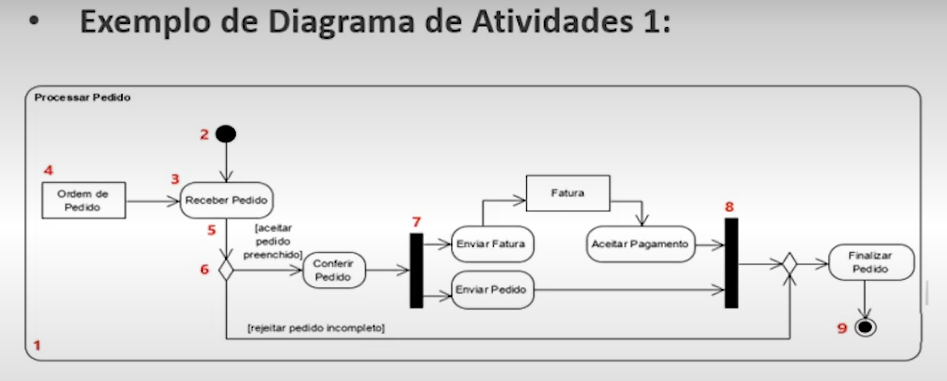 • Exemplo de Diagrama de Atividades 1:
Processar Pedido
2
4
3
Ordem de
Pedido
Receber Pedido
5
[aceitar
pedido
preenchido]
6
Conferir
Pedido
7
Enviar Fatura
Fatura
Aceitar Pagamento
Enviar Pedido
8
Finalizar
Pedido
[rejeitar pedido incompleto]
9
1